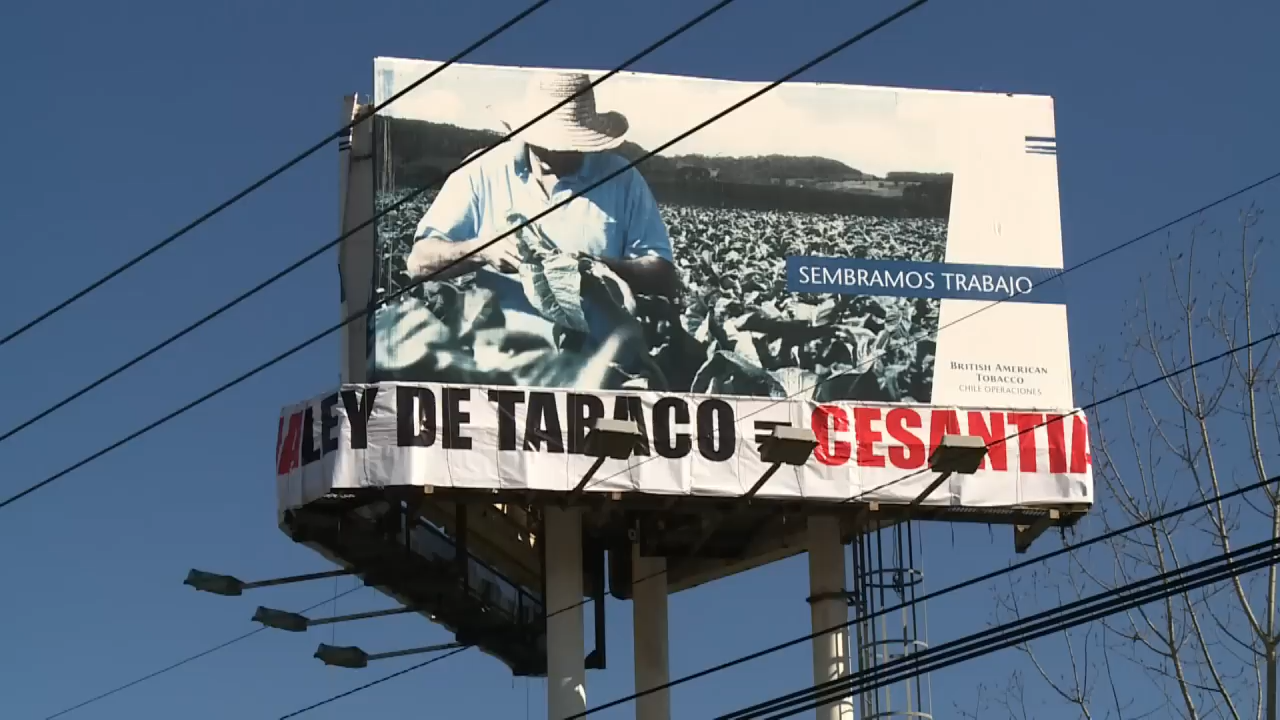 SEMBRAMOS TRABAJO
BRITISH AMERICAN
TOBACCO
CHILE OPERACIONES
LEY DE TABACO = CESANTIA